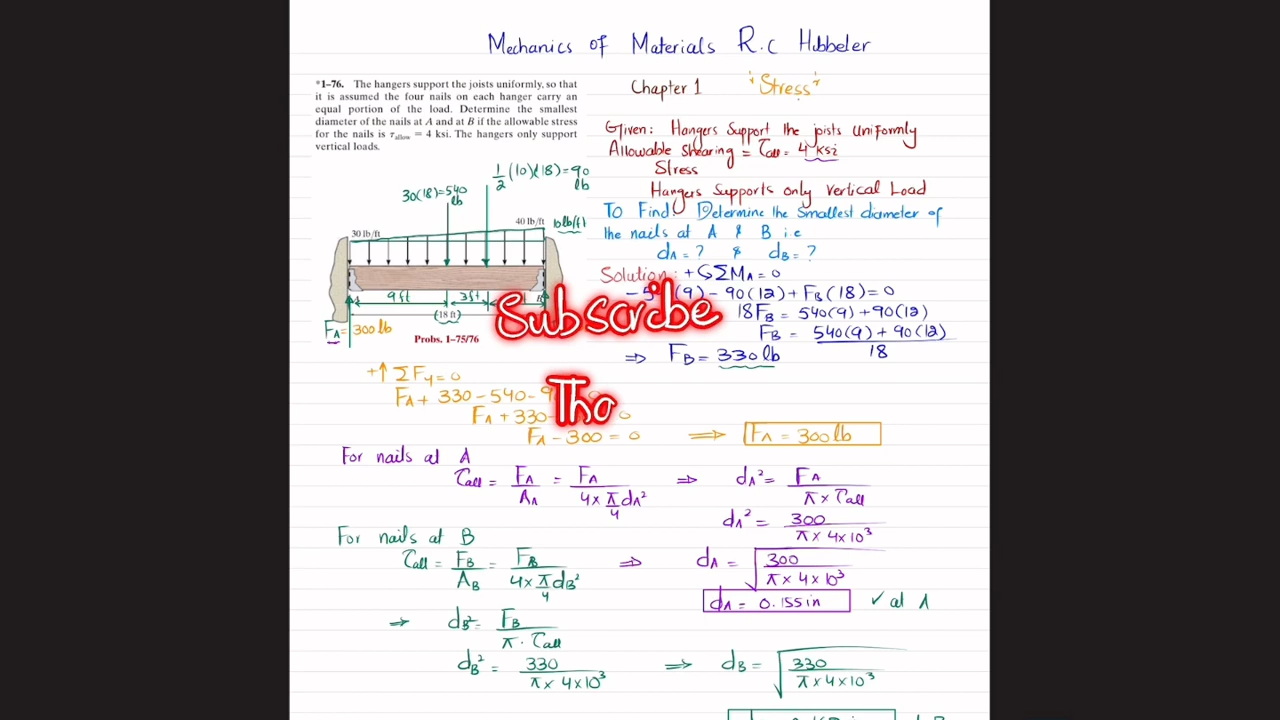 Mechanics of Materials R.c Hibbeler
*1–76. The hangers support the joists uniformly, so that
it is assumed the four nails on each hanger carry an
equal portion of the load. Determine the smallest
diameter of the nails at A and at B if the allowable stress
for the nails is τallow = 4 ksi. The hangers only support
vertical loads.
Chapter 1 "Stress"
Given: Hangers Support the joists Uniformly
Allowable Shearing = τall = 4 ksi
Stress
Hangers Supports only Vertical Load
To Find: Determine the Smallest diameter of
the nails at A & B i.e
dA = ? & dB = ?
Solution: +↺ΣMA = 0
(9) - 90(12) + FB(18) = 0
18FB = 540(9) + 90(12)
FB = 540(9) + 90(12)
18
⇒ FB = 330 lb
1/2 (10)(18) = 90
lb
30(18) = 540
lb
40 lb/ft 10 lb/ft
30 lb/ft
9 ft 3ft
(18 ft)
FA = 300 lb
Probs. 1–75/76
Subscribe
Tha
+↑ ΣFy = 0
FA + 330 - 540 -
FA + 330 -
FA - 300 = 0 ⇒ FA = 300 lb
For nails at A
τall = FA/AA = FA/(4 × π/4 dA²) ⇒ dA² = FA/(π × τall)
dA² = 300/(π × 4×10³)
For nails at B
τall = FB/AB = FB/(4 × π/4 dB²) ⇒ dA = √(300/(π × 4 × 10³))
dA = 0.155 in ✓ at A
⇒ dB² = FB/(π · τall)
dB² = 330/(π × 4×10³) ⇒ dB = √(330/(π × 4 × 10³))